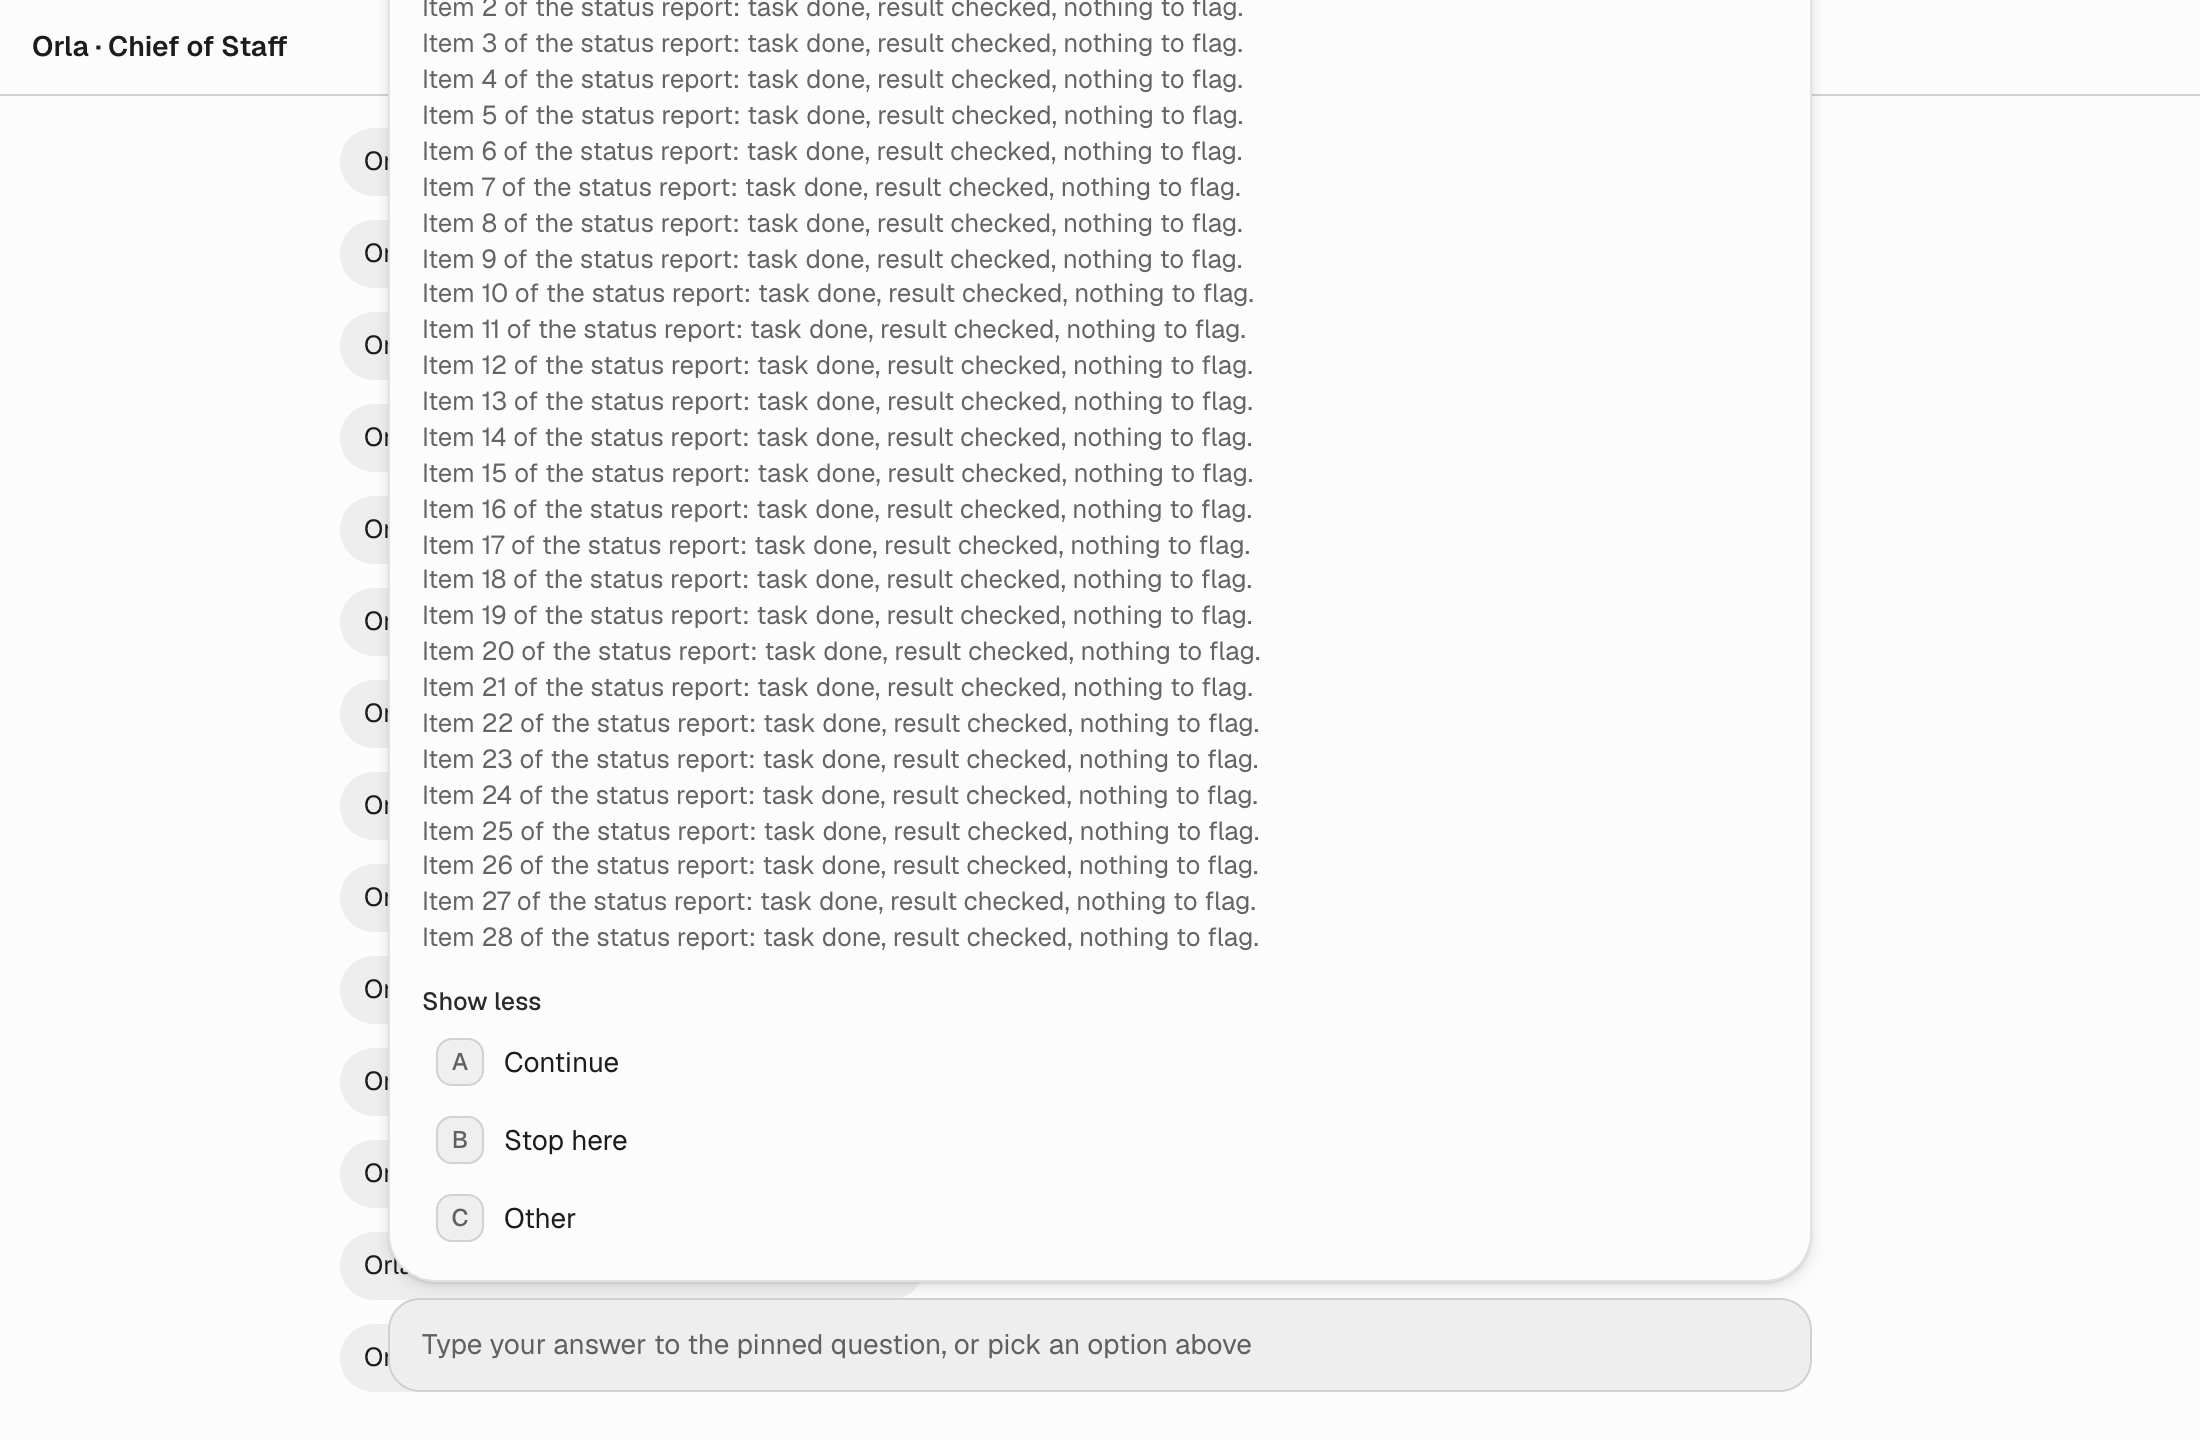 Orla · Chief of Staff
Item 2 of the status report: task done, result checked, nothing to flag.
Item 3 of the status report: task done, result checked, nothing to flag.
Item 4 of the status report: task done, result checked, nothing to flag.
Item 5 of the status report: task done, result checked, nothing to flag.
Item 6 of the status report: task done, result checked, nothing to flag.
Item 7 of the status report: task done, result checked, nothing to flag.
Item 8 of the status report: task done, result checked, nothing to flag.
Item 9 of the status report: task done, result checked, nothing to flag.
Item 10 of the status report: task done, result checked, nothing to flag.
Item 11 of the status report: task done, result checked, nothing to flag.
Item 12 of the status report: task done, result checked, nothing to flag.
Item 13 of the status report: task done, result checked, nothing to flag.
Item 14 of the status report: task done, result checked, nothing to flag.
Item 15 of the status report: task done, result checked, nothing to flag.
Item 16 of the status report: task done, result checked, nothing to flag.
Item 17 of the status report: task done, result checked, nothing to flag.
Item 18 of the status report: task done, result checked, nothing to flag.
Item 19 of the status report: task done, result checked, nothing to flag.
Item 20 of the status report: task done, result checked, nothing to flag.
Item 21 of the status report: task done, result checked, nothing to flag.
Item 22 of the status report: task done, result checked, nothing to flag.
Item 23 of the status report: task done, result checked, nothing to flag.
Item 24 of the status report: task done, result checked, nothing to flag.
Item 25 of the status report: task done, result checked, nothing to flag.
Item 26 of the status report: task done, result checked, nothing to flag.
Item 27 of the status report: task done, result checked, nothing to flag.
Item 28 of the status report: task done, result checked, nothing to flag.
Show less
A Continue
B Stop here
C Other
Type your answer to the pinned question, or pick an option above